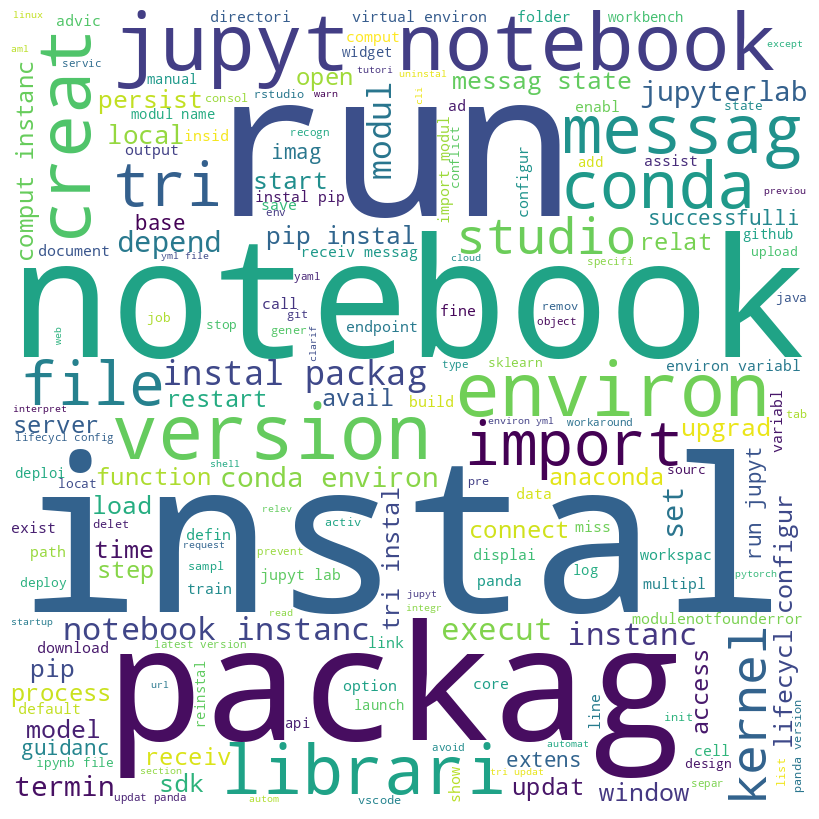 linux
advic
directori
virtual environ
folder
workbench
jupyt notebook
comput
widget
except
aml
servic
creat
manual
tutori
uninstal
open
messag state
jupyterlab
persist
consol
rstudio
warn
cli
run
modul
ad
enabl
state
modul name
local
insid
recogn
import modul
conflict
messag
output
imag
configur
add
assist
comput instanc
tri
start
conda
previou
instal pip
save
env
base
successfulli
document
depend
pip instal
studio
relat
github
yml file
receiv messag
cloud
specifi
upload
notebook
yaml
job
call
git
fine
remov
object
java
web
stop
gener
clarif
endpoint
file
instal packag
type
sklearn
environ variabl
restart
avail
build
environ
interpret
environ yml
workaround
tab
server
version
import
upgrad
variabl
lifecycl config
deploi
function
shell
conda environ
pre
anaconda
sourc
locat
instal
load
delet
data
relev
activ
exist
path
time
defin
request
prevent
tri instal
connect
miss
set
run jupyt
configur
step
sampl
displai
workspac
deploy
train
jupyt lab
panda
log
multipl
pytorch
startup
read
integr
jupyt
modulenotfounderror
notebook instanc
execut
instanc
download
latest version
link
pip
packag
kernel
lifecycl
process
url
reinstal
option
core
access
default
launch
line
init
model
api
panda version
guidanc
receiv
librari
avoid
automat
extens
cell
design
ipynb file
section
show
tri updat
list
termin
sdk
updat
window
separ
updat panda
autom
vscode